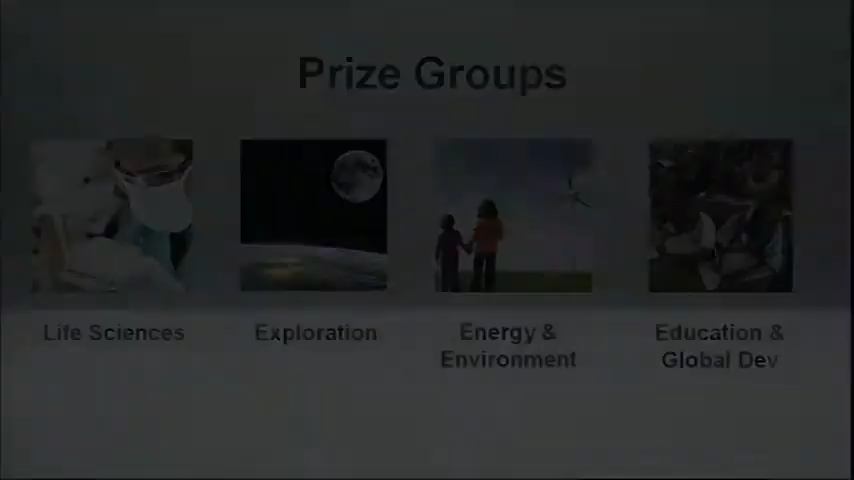 Prize Groups
Life Sciences
Exploration
Energy &
Environment
Education &
Global Dev